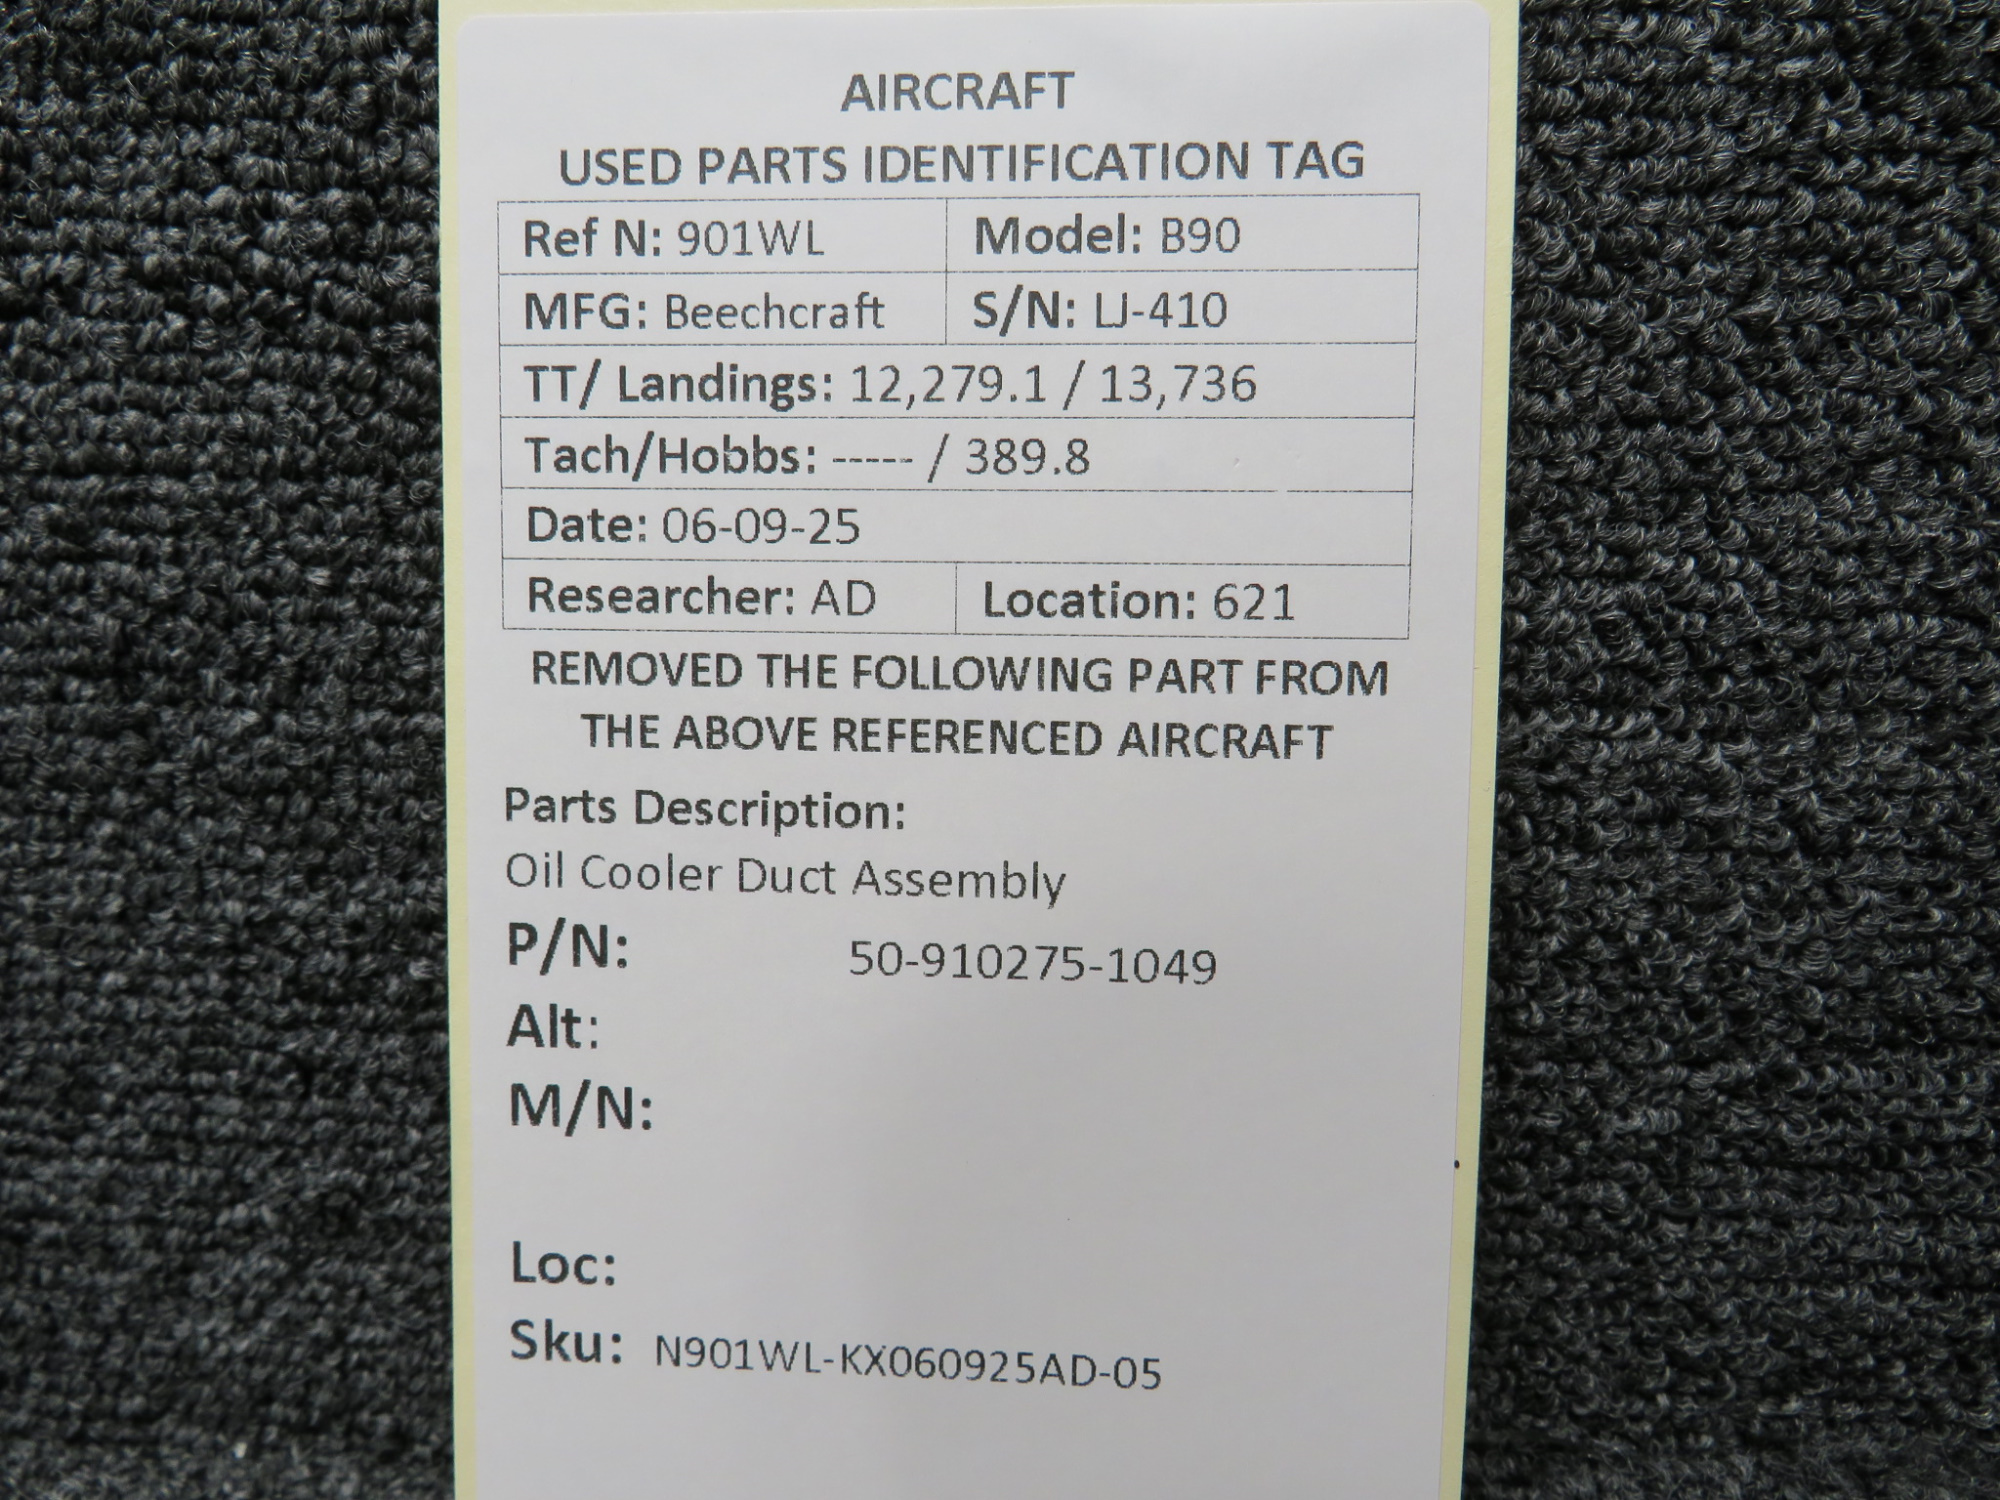 AIRCRAFT
USED PARTS IDENTIFICATION TAG
Ref N: 901WL Model: B90
MFG: Beechcraft S/N: LJ-410
TT/ Landings: 12,279.1 / 13,736
Tach/Hobbs: ----- / 389.8
Date: 06-09-25
Researcher: AD Location: 621
REMOVED THE FOLLOWING PART FROM
THE ABOVE REFERENCED AIRCRAFT
Parts Description:
Oil Cooler Duct Assembly
P/N: 50-910275-1049
Alt:
M/N:
Loc:
Sku: N901WL-KX060925AD-05